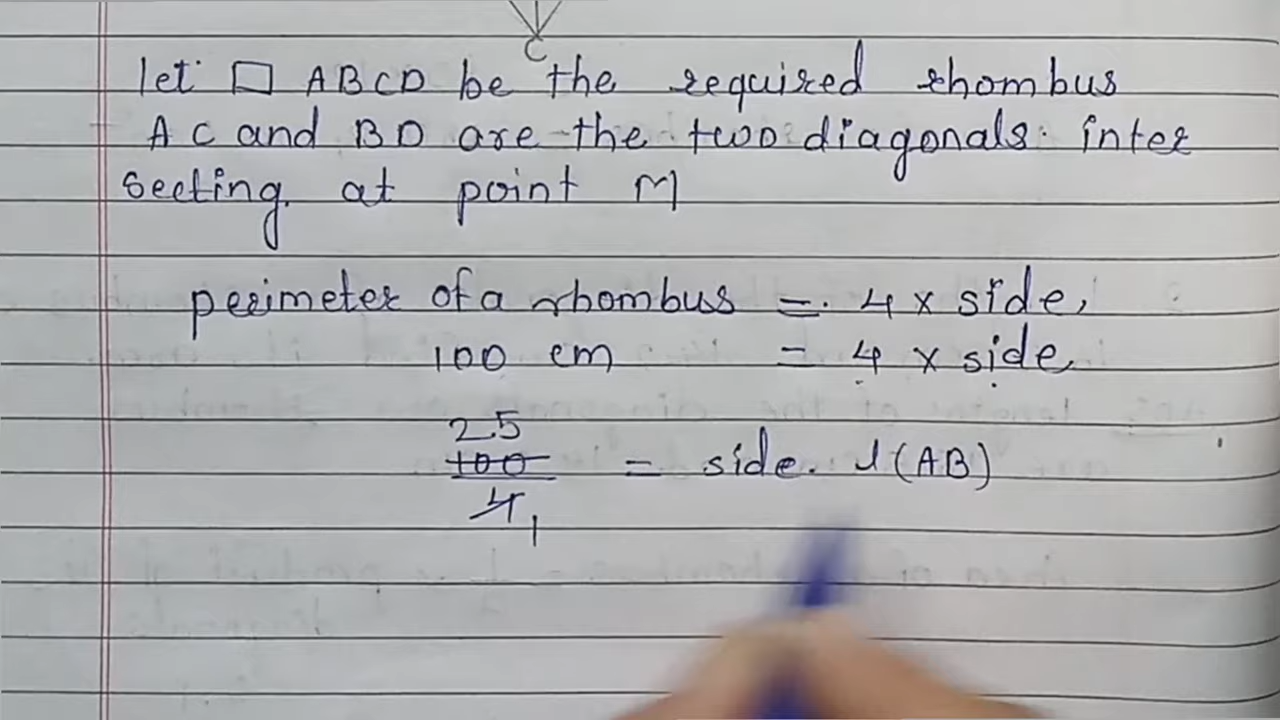 C
let □ ABCD be the required rhombus
AC and BD are the two diagonals. inter
secting. at point M
perimeter of a rhombus = 4 x side,
100 cm = 4 x side,
25
100 = side. l(AB)
4 1